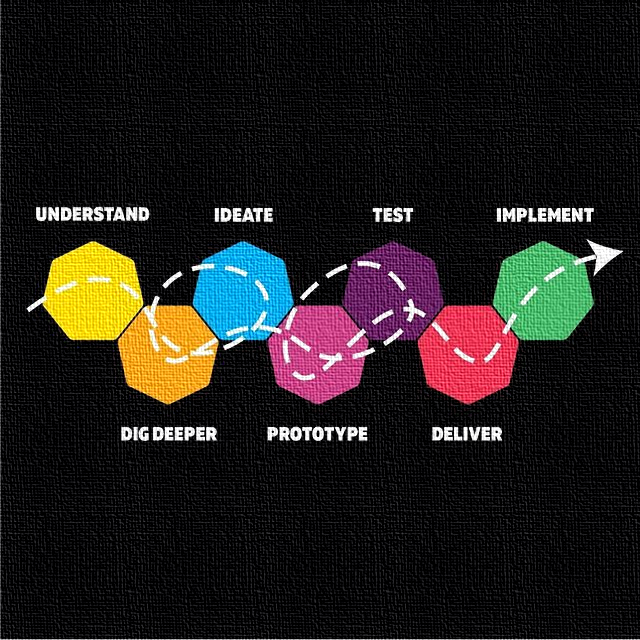 UNDERSTAND
IDEATE
TEST
IMPLEMENT
DIG DEEPER
PROTOTYPE
DELIVER